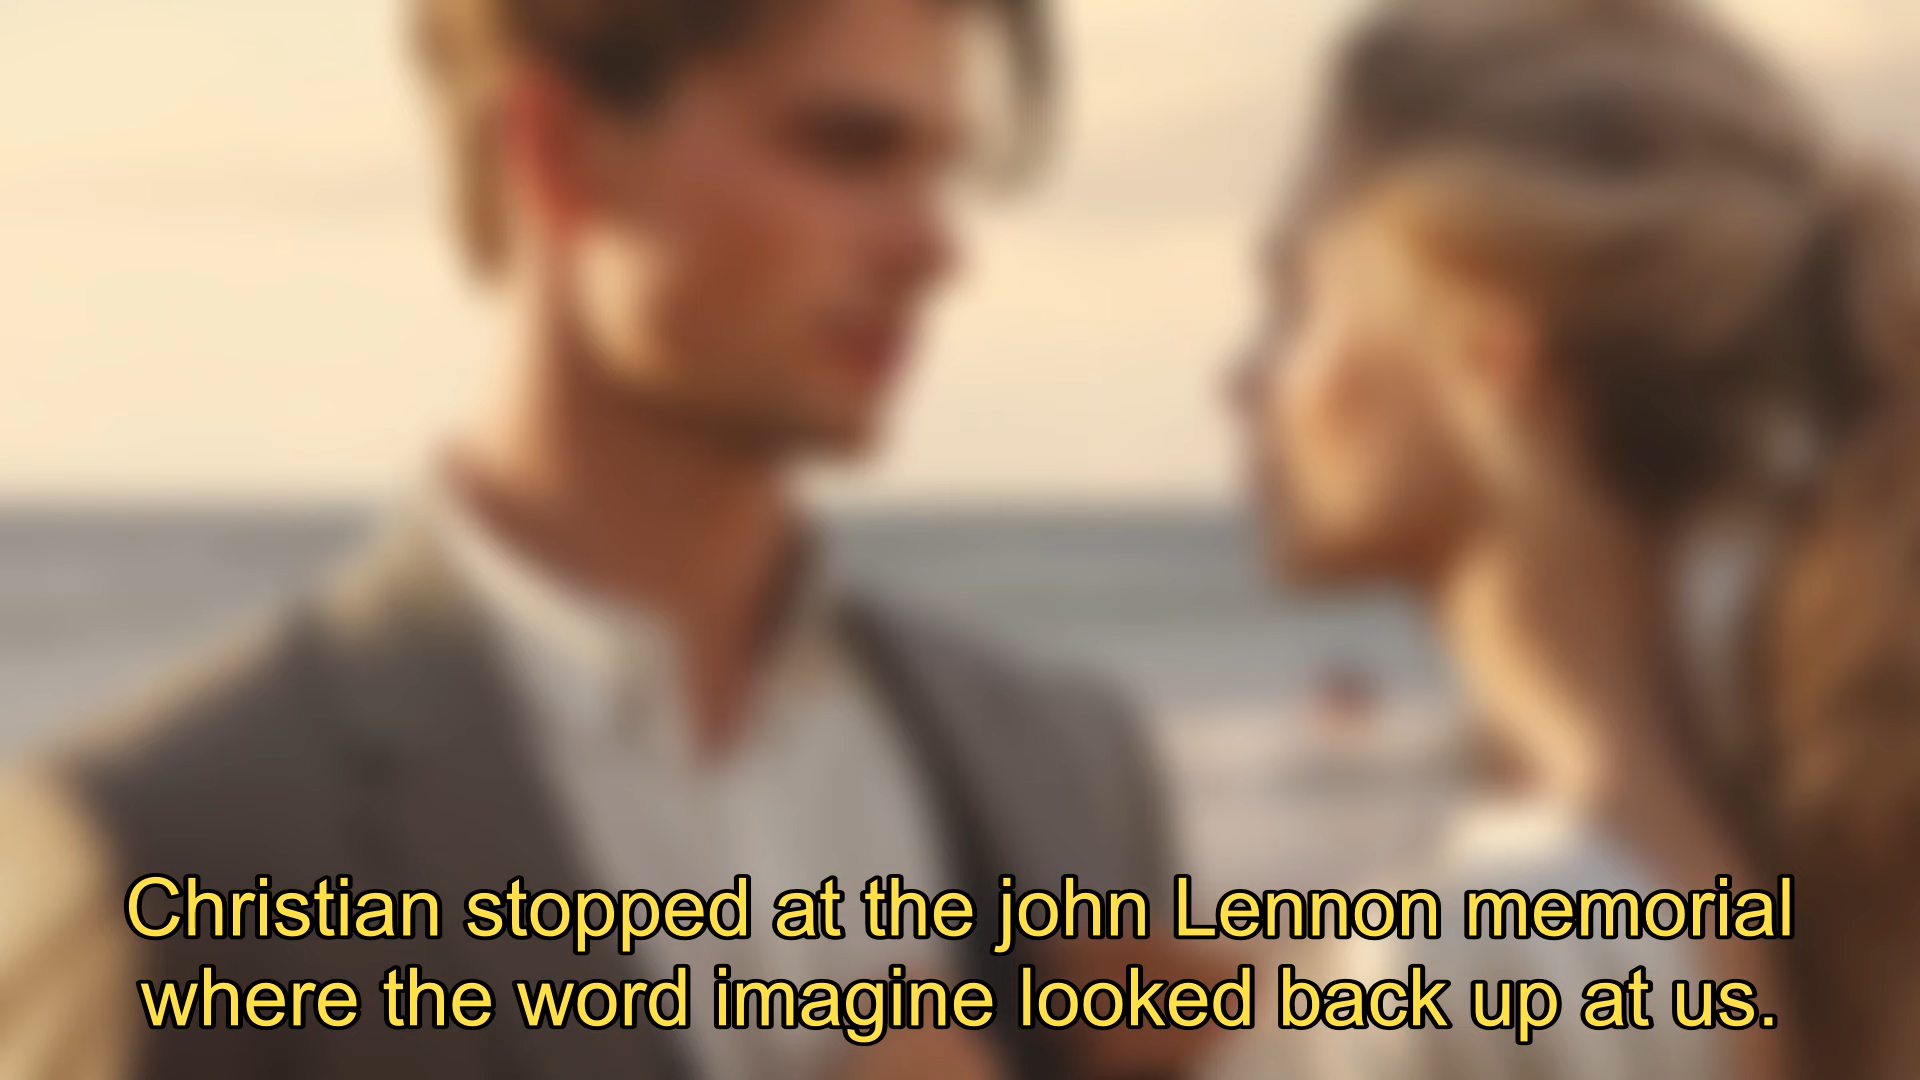 Christian stopped at the john Lennon memorial
where the word imagine looked back up at us.